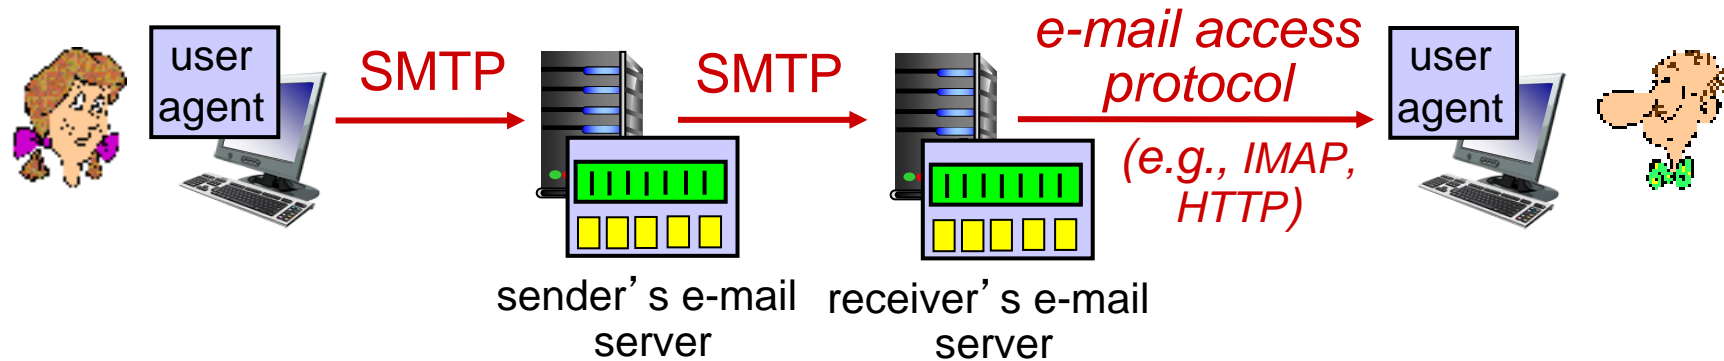 user
agent
SMTP
SMTP
e-mail access
protocol
(e.g., IMAP,
HTTP)
user
agent
sender’s e-mail
server
receiver’s e-mail
server